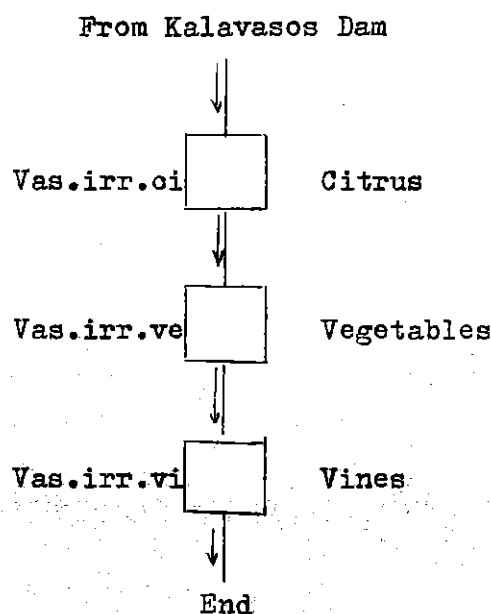 From Kalavasos Dam
Vas.irr.ci Citrus
Vas.irr.ve Vegetables
Vas.irr.vi Vines
End